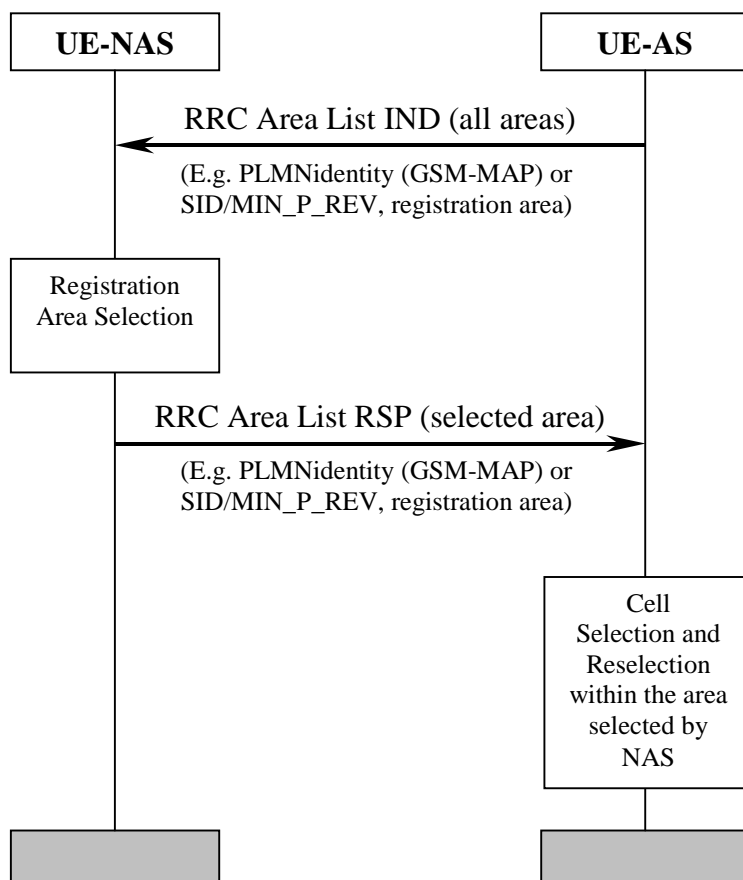 UE-NAS
UE-AS
RRC Area List IND (all areas)
(E.g. PLMNidentity (GSM-MAP) or
SID/MIN_P_REV, registration area)
Registration
Area Selection
RRC Area List RSP (selected area)
(E.g. PLMNidentity (GSM-MAP) or
SID/MIN_P_REV, registration area)
Cell
Selection and
Reselection
within the area
selected by
NAS